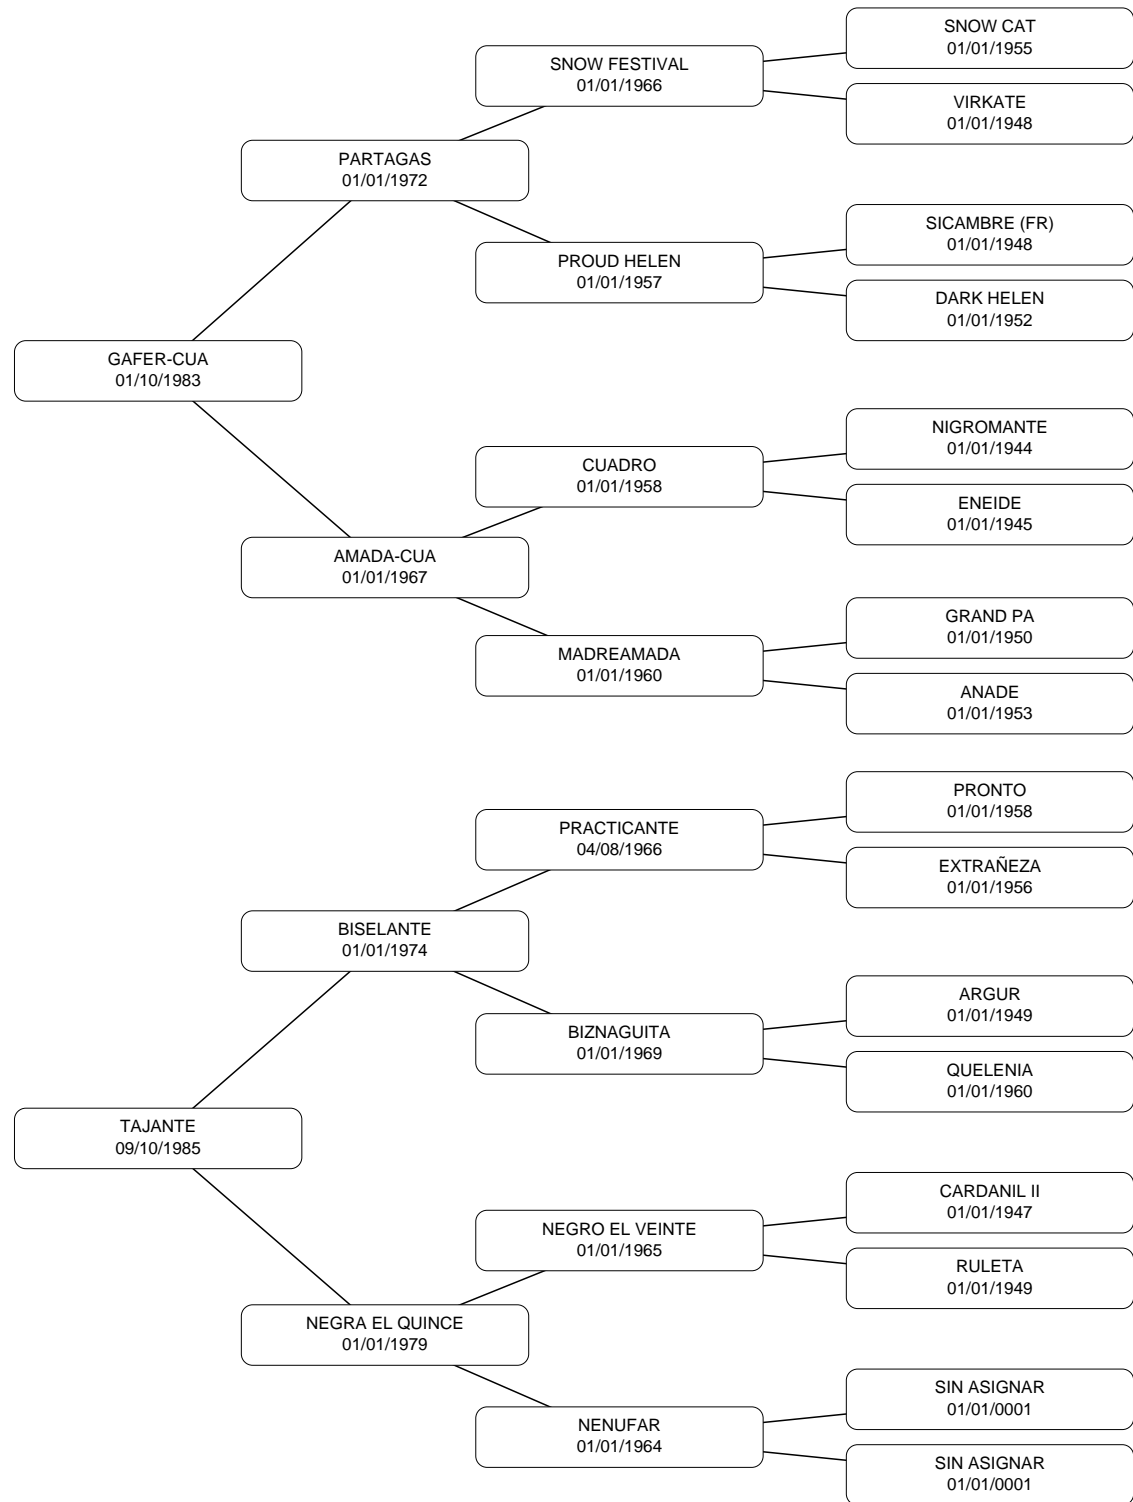 SNOW CAT
01/01/1955
SNOW FESTIVAL
01/01/1966
VIRKATE
01/01/1948
PARTAGAS
01/01/1972
SICAMBRE (FR)
01/01/1948
PROUD HELEN
01/01/1957
DARK HELEN
01/01/1952
GAFER-CUA
01/10/1983
NIGROMANTE
01/01/1944
CUADRO
01/01/1958
ENEIDE
01/01/1945
AMADA-CUA
01/01/1967
GRAND PA
01/01/1950
MADREAMADA
01/01/1960
ANADE
01/01/1953
PRONTO
01/01/1958
PRACTICANTE
04/08/1966
EXTRAÑEZA
01/01/1956
BISELANTE
01/01/1974
ARGUR
01/01/1949
BIZNAGUITA
01/01/1969
QUELENIA
01/01/1960
TAJANTE
09/10/1985
CARDANIL II
01/01/1947
NEGRO EL VEINTE
01/01/1965
RULETA
01/01/1949
NEGRA EL QUINCE
01/01/1979
SIN ASIGNAR
01/01/0001
NENUFAR
01/01/1964
SIN ASIGNAR
01/01/0001